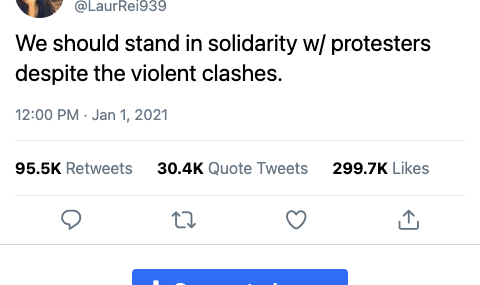 @LaurRei939
We should stand in solidarity w/ protesters
despite the violent clashes.
12:00 PM · Jan 1, 2021
95.5K Retweets 30.4K Quote Tweets 299.7K Likes